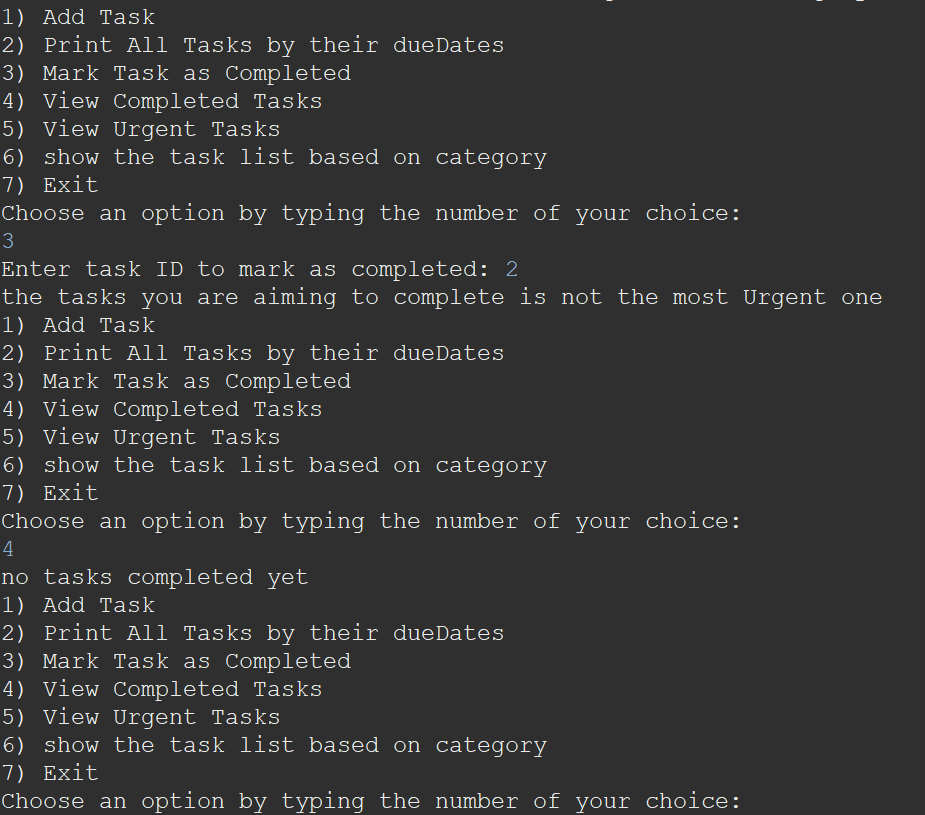 1) Add Task
2) Print All Tasks by their dueDates
3) Mark Task as Completed
4) View Completed Tasks
5) View Urgent Tasks
6) show the task list based on category
7) Exit
Choose an option by typing the number of your choice:
3
Enter task ID to mark as completed: 2
the tasks you are aiming to complete is not the most Urgent one
1) Add Task
2) Print All Tasks by their dueDates
3) Mark Task as Completed
4) View Completed Tasks
5) View Urgent Tasks
6) show the task list based on category
7) Exit
Choose an option by typing the number of your choice:
4
no tasks completed yet
1) Add Task
2) Print All Tasks by their dueDates
3) Mark Task as Completed
4) View Completed Tasks
5) View Urgent Tasks
6) show the task list based on category
7) Exit
Choose an option by typing the number of your choice: